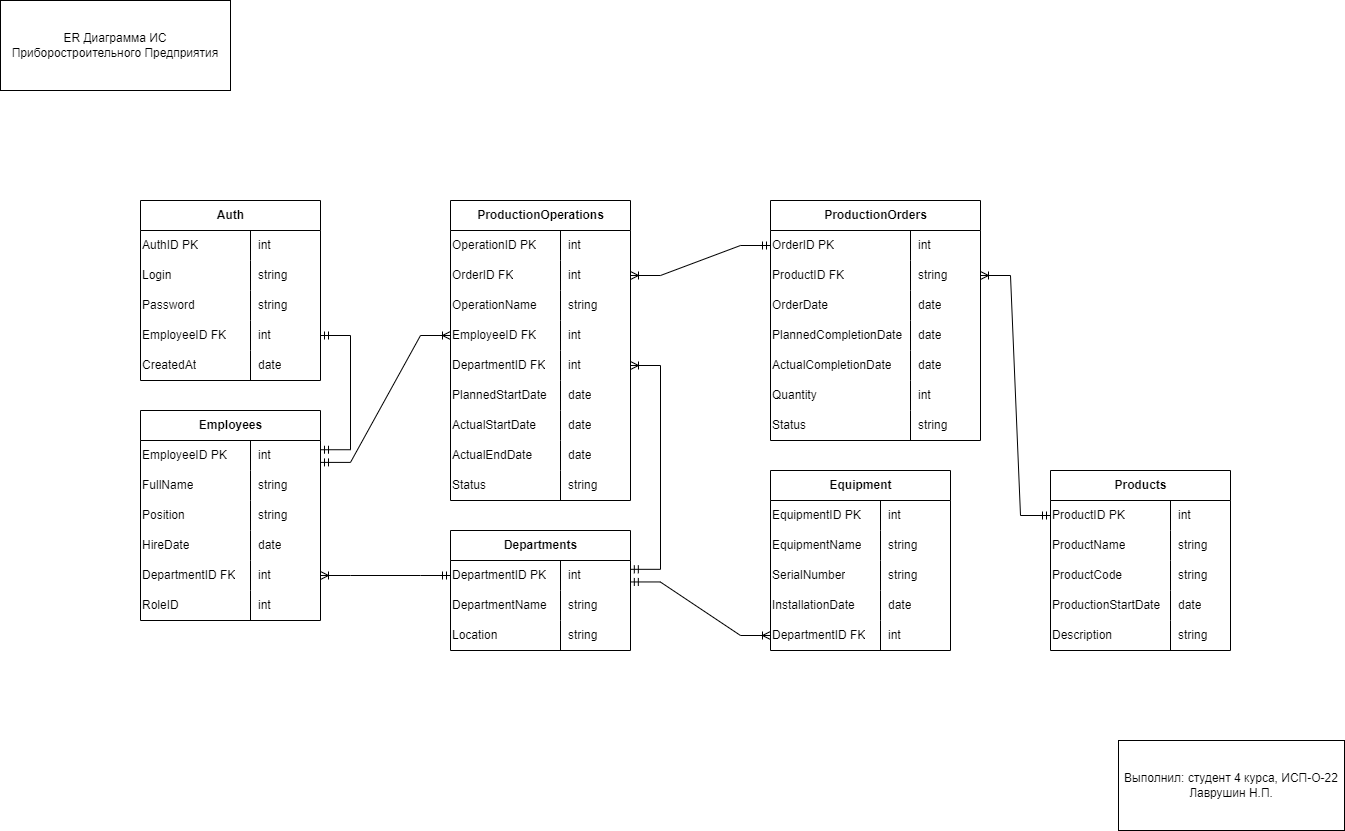 ER Диаграмма ИС
Приборостроительного Предприятия
Auth
AuthID PK int
Login string
Password string
EmployeeID FK int
CreatedAt date
Employees
EmployeeID PK int
FullName string
Position string
HireDate date
DepartmentID FK int
RoleID int
ProductionOperations
OperationID PK int
OrderID FK int
OperationName string
EmployeeID FK int
DepartmentID FK int
PlannedStartDate date
ActualStartDate date
ActualEndDate date
Status string
Departments
DepartmentID PK int
DepartmentName string
Location string
ProductionOrders
OrderID PK int
ProductID FK string
OrderDate date
PlannedCompletionDate date
ActualCompletionDate date
Quantity int
Status string
Equipment
EquipmentID PK int
EquipmentName string
SerialNumber string
InstallationDate date
DepartmentID FK int
Products
ProductID PK int
ProductName string
ProductCode string
ProductionStartDate date
Description string
Выполнил: студент 4 курса, ИСП-О-22
Лаврушин Н.П.